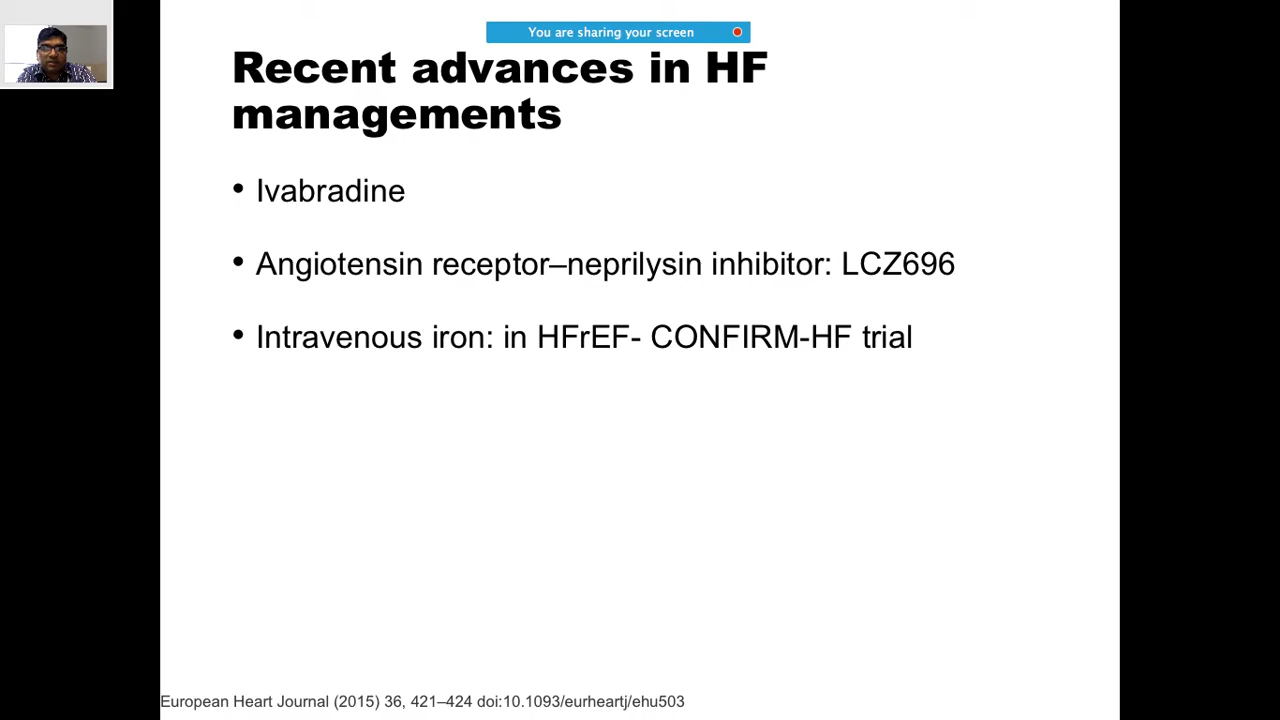 You are sharing your screen
Recent advances in HF
managements
• Ivabradine
• Angiotensin receptor–neprilysin inhibitor: LCZ696
• Intravenous iron: in HFrEF- CONFIRM-HF trial
European Heart Journal (2015) 36, 421–424 doi:10.1093/eurheartj/ehu503